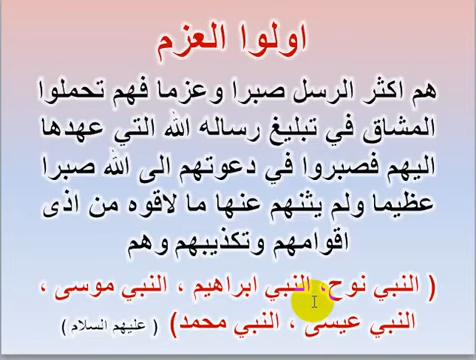 اولوا العزم
هم اكثر الرسل صبرا وعزما فهم تحملوا
المشاق في تبليغ رساله الله التي عهدها
اليهم فصبروا في دعوتهم الى الله صبرا
عظيما ولم يثنهم عنها ما لاقوه من اذى
اقوامهم وتكذيبهم وهم
( النبي نوح، النبي ابراهيم ، النبي موسى ،
النبي عيسى ، النبي محمد) ( عليهم السلام )